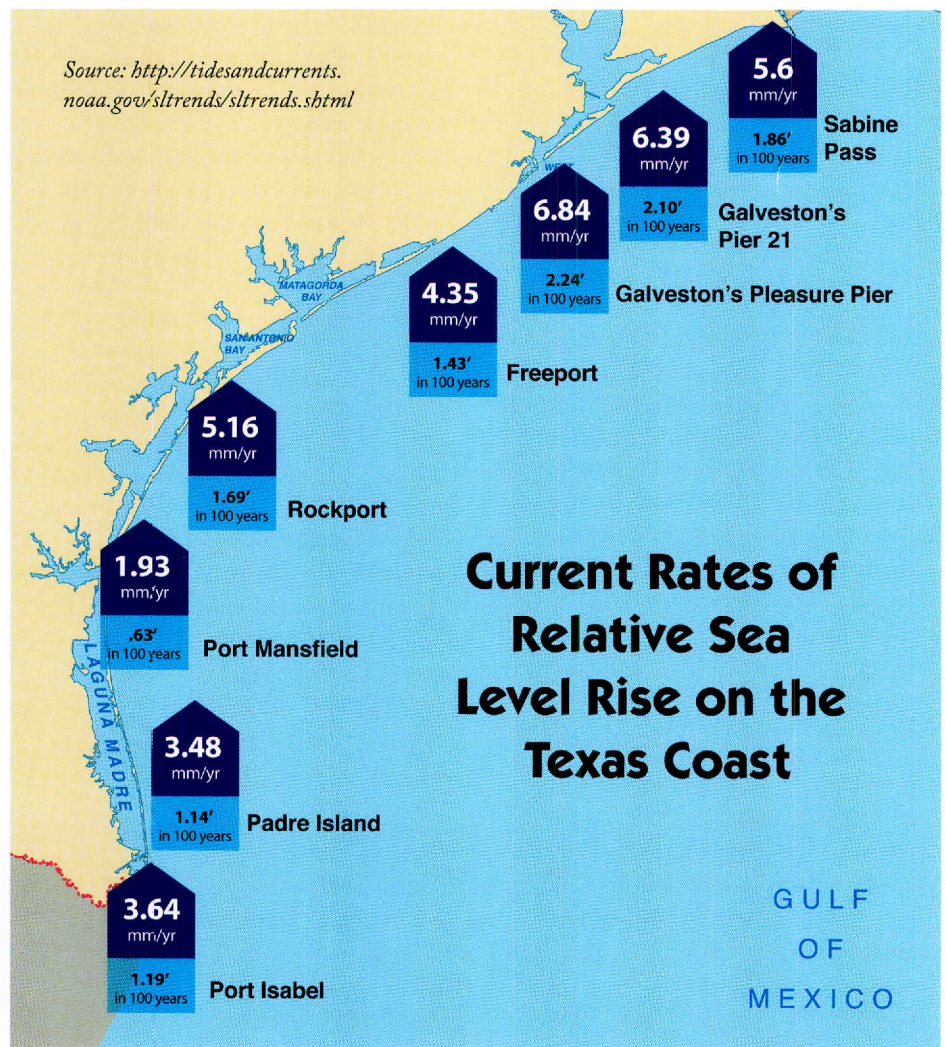 Source: http://tidesandcurrents.
noaa.gov/sltrends/sltrends.shtml
5.6
mm/yr
1.86'
in 100 years
Sabine
Pass
6.39
mm/yr
2.10'
in 100 years
Galveston's
Pier 21
WEST
6.84
mm/yr
2.24'
in 100 years
Galveston's Pleasure Pier
4.35
mm/yr
1.43'
in 100 years
Freeport
MATAGORDA
BAY
SAN ANTONIO
BAY
5.16
mm/yr
1.69'
in 100 years
Rockport
1.93
mm/yr
.63'
in 100 years
Port Mansfield
LAGUNA MADRE
3.48
mm/yr
1.14'
in 100 years
Padre Island
3.64
mm/yr
1.19'
in 100 years
Port Isabel
Current Rates of
Relative Sea
Level Rise on the
Texas Coast
GULF
OF
MEXICO